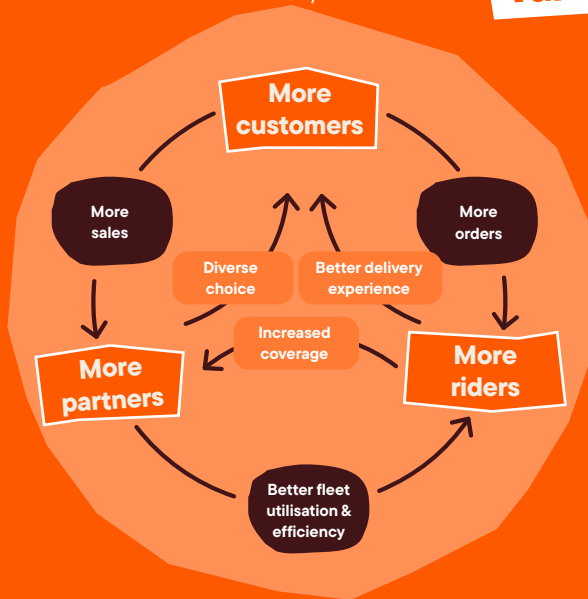 More
customers
More
sales
More
orders
Diverse
choice
Better delivery
experience
Increased
coverage
More
partners
More
riders
Better fleet
utilisation &
efficiency